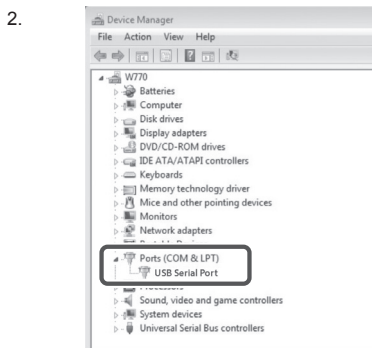 2.
Device Manager
File Action View Help
W770
Batteries
Computer
Disk drives
Display adapters
DVD/CD-ROM drives
IDE ATA/ATAPI controllers
Keyboards
Memory technology driver
Mice and other pointing devices
Monitors
Network adapters
Ports (COM & LPT)
USB Serial Port
Sound, video and game controllers
System devices
Universal Serial Bus controllers